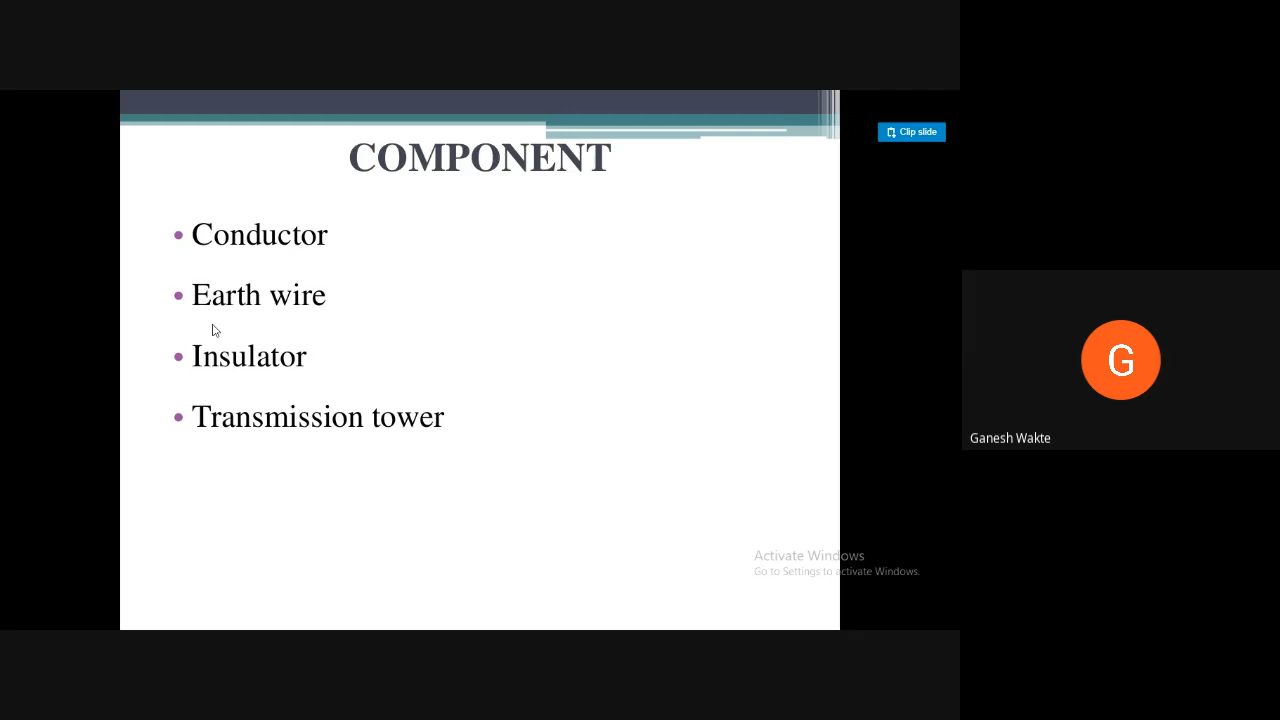 COMPONENT
Clip slide
• Conductor
• Earth wire
• Insulator
• Transmission tower
G
Ganesh Wakte
Activate Windows
Go to Settings to activate Windows.